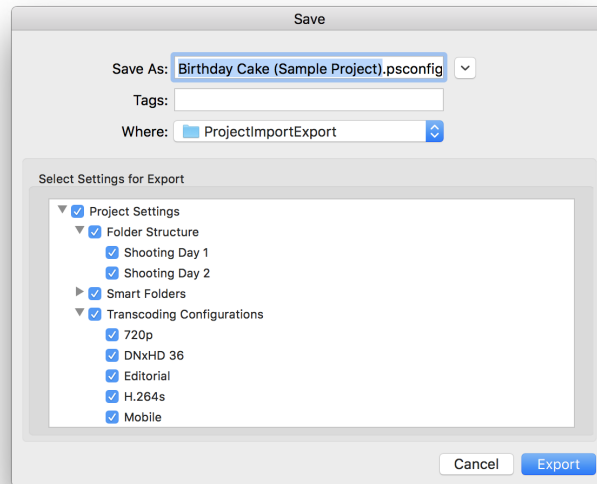 Save
Save As: Birthday Cake (Sample Project).psconfig
Tags:
Where: ProjectImportExport
Select Settings for Export
Project Settings
Folder Structure
Shooting Day 1
Shooting Day 2
Smart Folders
Transcoding Configurations
720p
DNxHD 36
Editorial
H.264s
Mobile
Cancel Export